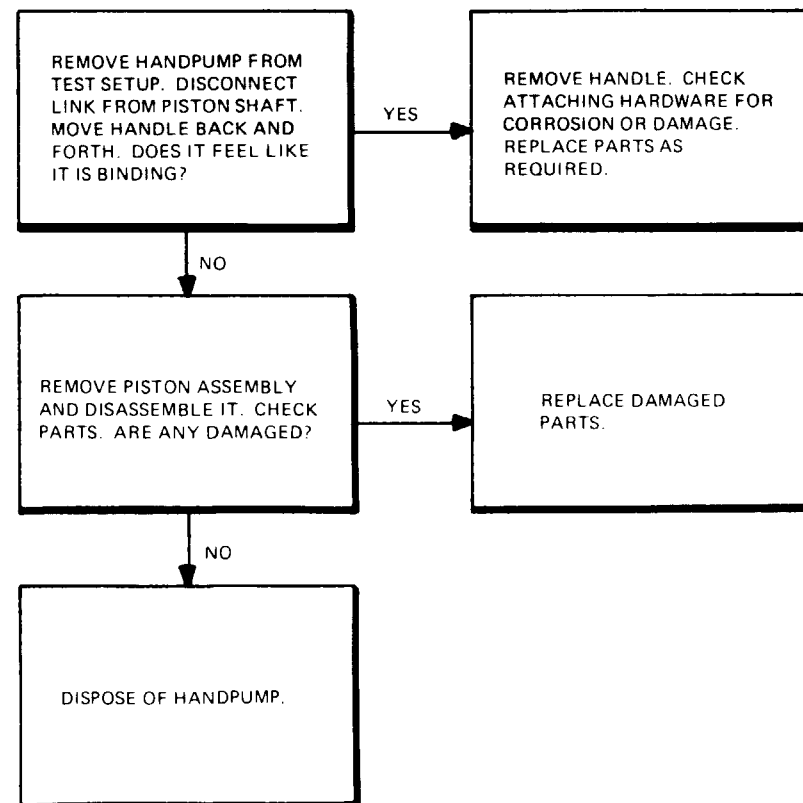 REMOVE HANDPUMP FROM
TEST SETUP. DISCONNECT
LINK FROM PISTON SHAFT.
MOVE HANDLE BACK AND
FORTH. DOES IT FEEL LIKE
IT IS BINDING?
YES
REMOVE HANDLE. CHECK
ATTACHING HARDWARE FOR
CORROSION OR DAMAGE.
REPLACE PARTS AS
REQUIRED.
NO
REMOVE PISTON ASSEMBLY
AND DISASSEMBLE IT. CHECK
PARTS. ARE ANY DAMAGED?
YES
REPLACE DAMAGED
PARTS.
NO
DISPOSE OF HANDPUMP.